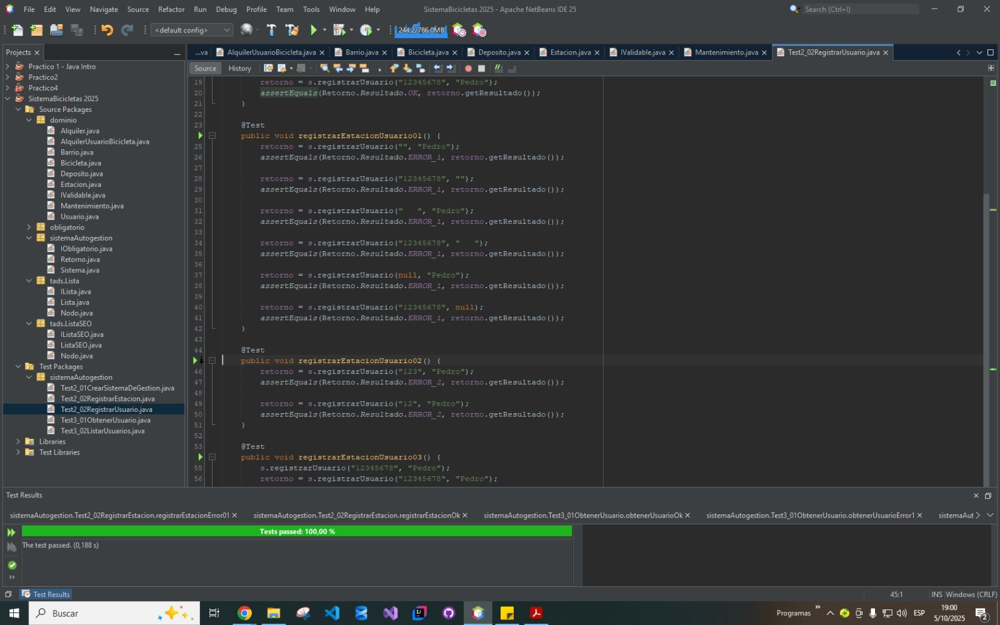 File Edit View Navigate Source Refactor Run Debug Profile Team Tools Window Help
SistemaBicicletas 2025 - Apache NetBeans IDE 25
Search (Ctrl+I)
<default config>
244,2/786,0MB
Projects
Practico 1 - Java Intro
Practico2
Practico4
SistemaBicicletas 2025
Source Packages
dominio
Alquiler.java
AlquilerUsuarioBicicleta.java
Barrio.java
Bicicleta.java
Deposito.java
Estacion.java
IValidable.java
Mantenimiento.java
Usuario.java
obligatorio
sistemaAutogestion
IObligatorio.java
Retorno.java
Sistema.java
tads.Lista
ILista.java
Lista.java
Nodo.java
tads.ListaSEO
IListaSEO.java
ListaSEO.java
Nodo.java
Test Packages
sistemaAutogestion
Test2_01CrearSistemaDeGestion.java
Test2_02RegistrarEstacion.java
Test2_02RegistrarUsuario.java
Test3_01ObtenerUsuario.java
Test3_02ListarUsuarios.java
Libraries
Test Libraries
...va AlquilerUsuarioBicicleta.java Barrio.java Bicicleta.java Deposito.java Estacion.java IValidable.java Mantenimiento.java Test2_02RegistrarUsuario.java
Source History
19 retorno = s.registrarUsuario("12345678", "Pedro");
20 assertEquals(Retorno.Resultado.OK, retorno.getResultado());
21 }
22
23 @Test
public void registrarEstacionUsuario01() {
25 retorno = s.registrarUsuario("", "Pedro");
26 assertEquals(Retorno.Resultado.ERROR_1, retorno.getResultado());
27
28 retorno = s.registrarUsuario("12345678", "");
29 assertEquals(Retorno.Resultado.ERROR_1, retorno.getResultado());
30
31 retorno = s.registrarUsuario("   ", "Pedro");
32 assertEquals(Retorno.Resultado.ERROR_1, retorno.getResultado());
33
34 retorno = s.registrarUsuario("12345678", "   ");
35 assertEquals(Retorno.Resultado.ERROR_1, retorno.getResultado());
36
37 retorno = s.registrarUsuario(null, "Pedro");
38 assertEquals(Retorno.Resultado.ERROR_1, retorno.getResultado());
39
40 retorno = s.registrarUsuario("12345678", null);
41 assertEquals(Retorno.Resultado.ERROR_1, retorno.getResultado());
42 }
43
44 @Test
public void registrarEstacionUsuario02() {
46 retorno = s.registrarUsuario("123", "Pedro");
47 assertEquals(Retorno.Resultado.ERROR_2, retorno.getResultado());
48
49 retorno = s.registrarUsuario("12", "Pedro");
50 assertEquals(Retorno.Resultado.ERROR_2, retorno.getResultado());
51 }
52
53 @Test
public void registrarEstacionUsuario03() {
55 s.registrarUsuario("12345678", "Pedro");
56 retorno = s.registrarUsuario("12345678", "Pedro");
Test Results
sistemaAutogestion.Test2_02RegistrarEstacion.registrarEstacionError01 sistemaAutogestion.Test2_02RegistrarEstacion.registrarEstacionOk sistemaAutogestion.Test3_01ObtenerUsuario.obtenerUsuarioOk sistemaAutogestion.Test3_01ObtenerUsuario.obtenerUsuarioError1 sistemaAut
Tests passed: 100,00 %
The test passed. (0,188 s)
Test Results
45:1 INS Windows (CRLF)
Buscar
Programas
ESP
19:00
5/10/2025
2